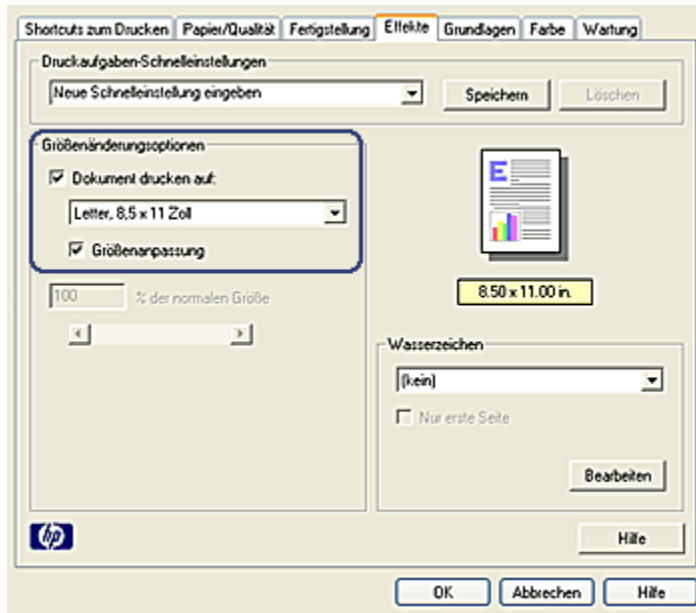 Shortcuts zum Drucken Papier/Qualität Fertigstellung Effekte Grundlagen Farbe Wartung
Druckaufgaben-Schnelleinstellungen
Neue Schnelleinstellung eingeben Speichern Löschen
Größenänderungsoptionen
Dokument drucken auf:
Letter, 8,5 x 11 Zoll
Größenanpassung
100 % der normalen Größe
E
8.50 x 11.00 in.
Wasserzeichen
(kein)
Nur erste Seite
Bearbeiten
hp Hilfe
OK Abbrechen Hilfe